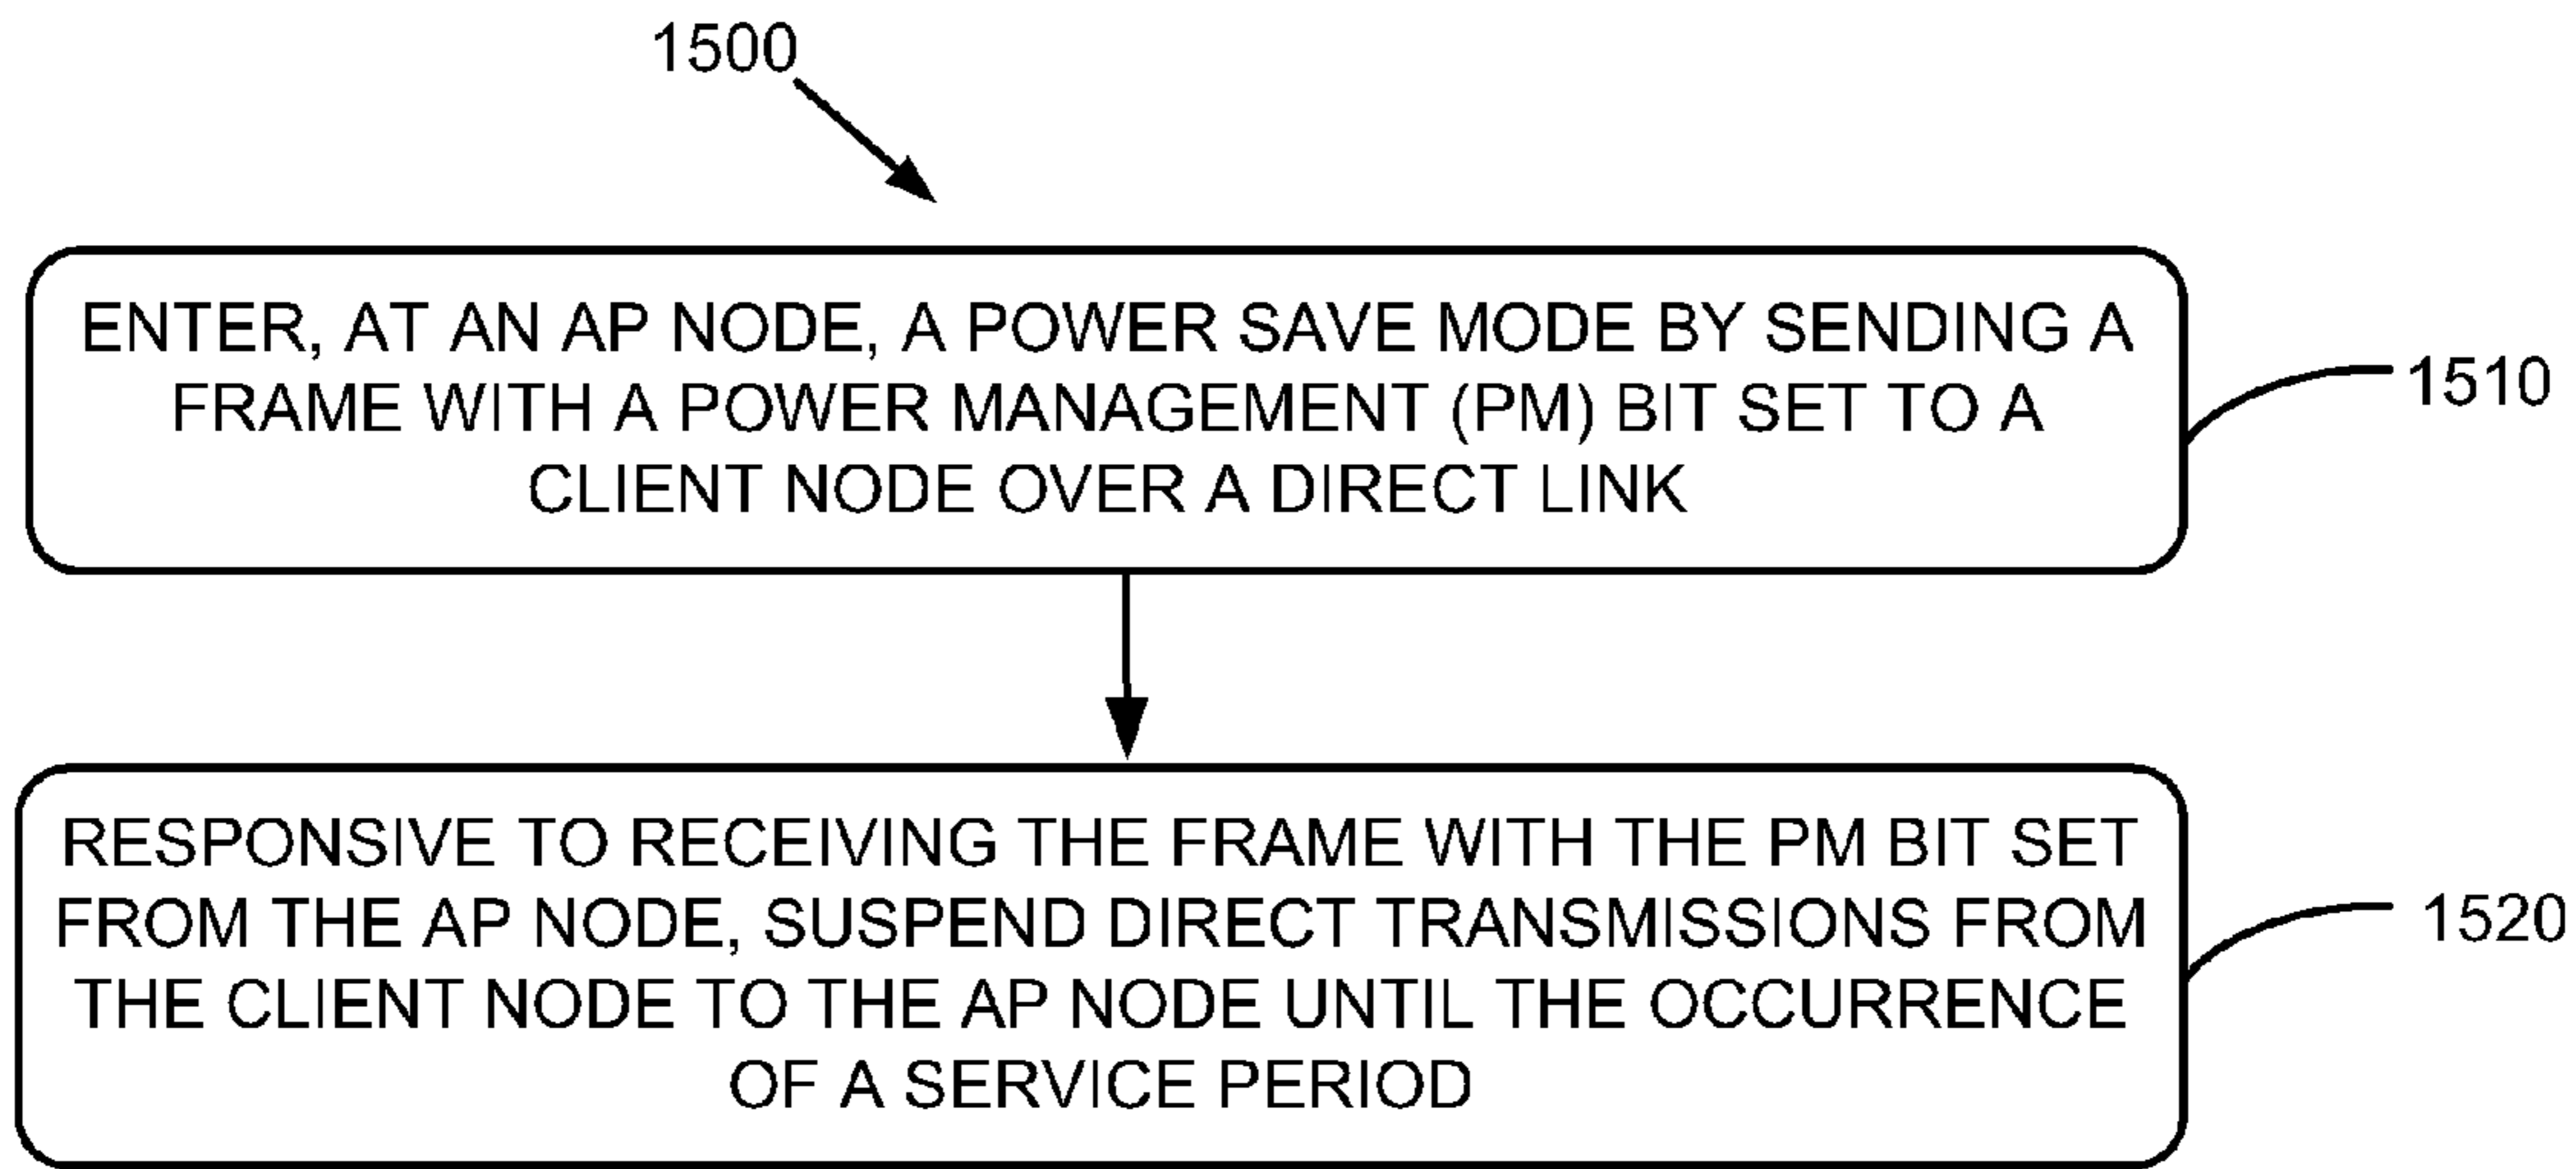 1500
ENTER, AT AN AP NODE, A POWER SAVE MODE BY SENDING A
FRAME WITH A POWER MANAGEMENT (PM) BIT SET TO A
CLIENT NODE OVER A DIRECT LINK
1510
RESPONSIVE TO RECEIVING THE FRAME WITH THE PM BIT SET
FROM THE AP NODE, SUSPEND DIRECT TRANSMISSIONS FROM
THE CLIENT NODE TO THE AP NODE UNTIL THE OCCURRENCE
OF A SERVICE PERIOD
1520